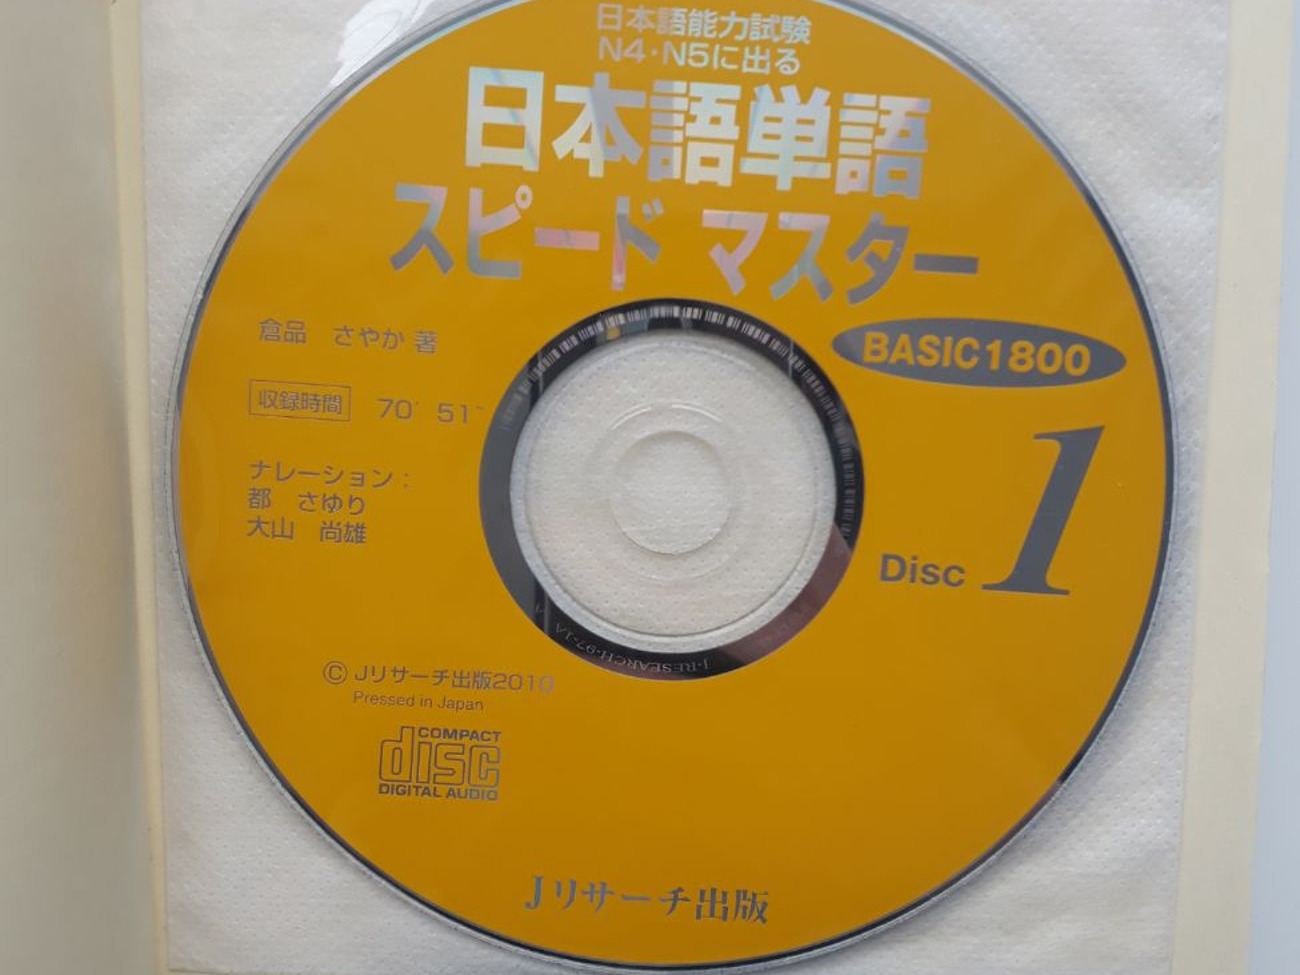 日本語能力試験
N4・N5に出る
日本語単語
スピード マスター
BASIC1800
倉品 さやか 著
収録時間 70′51″
ナレーション:
都 さゆり
大山 尚雄
Disc 1
J-RESEARCH-97-1A
© Jリサーチ出版2010
Pressed in Japan
COMPACT
disc
DIGITAL AUDIO
Jリサーチ出版